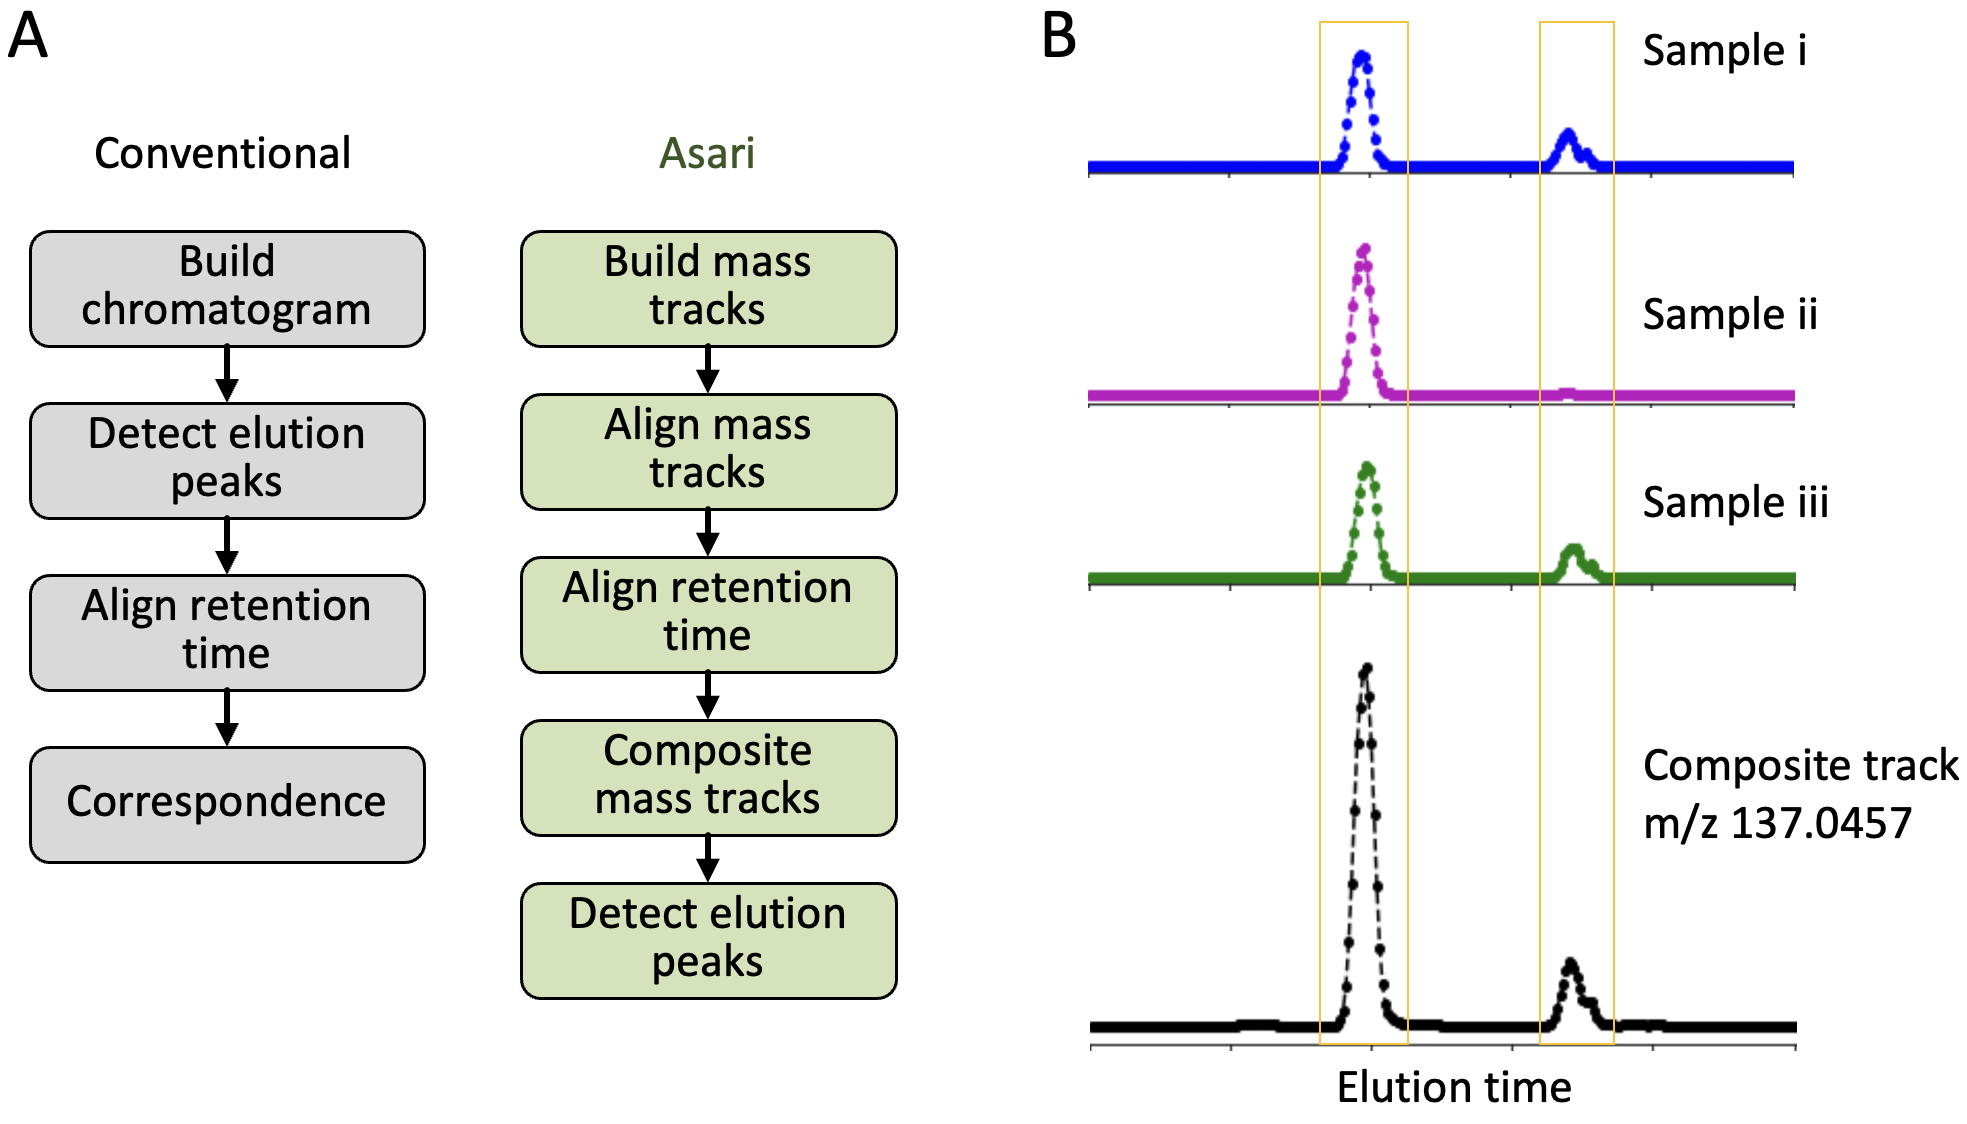 A
Conventional
Build
chromatogram
Detect elution
peaks
Align retention
time
Correspondence
Asari
Build mass
tracks
Align mass
tracks
Align retention
time
Composite
mass tracks
Detect elution
peaks
B
Sample i
Sample ii
Sample iii
Composite track
m/z 137.0457
Elution time